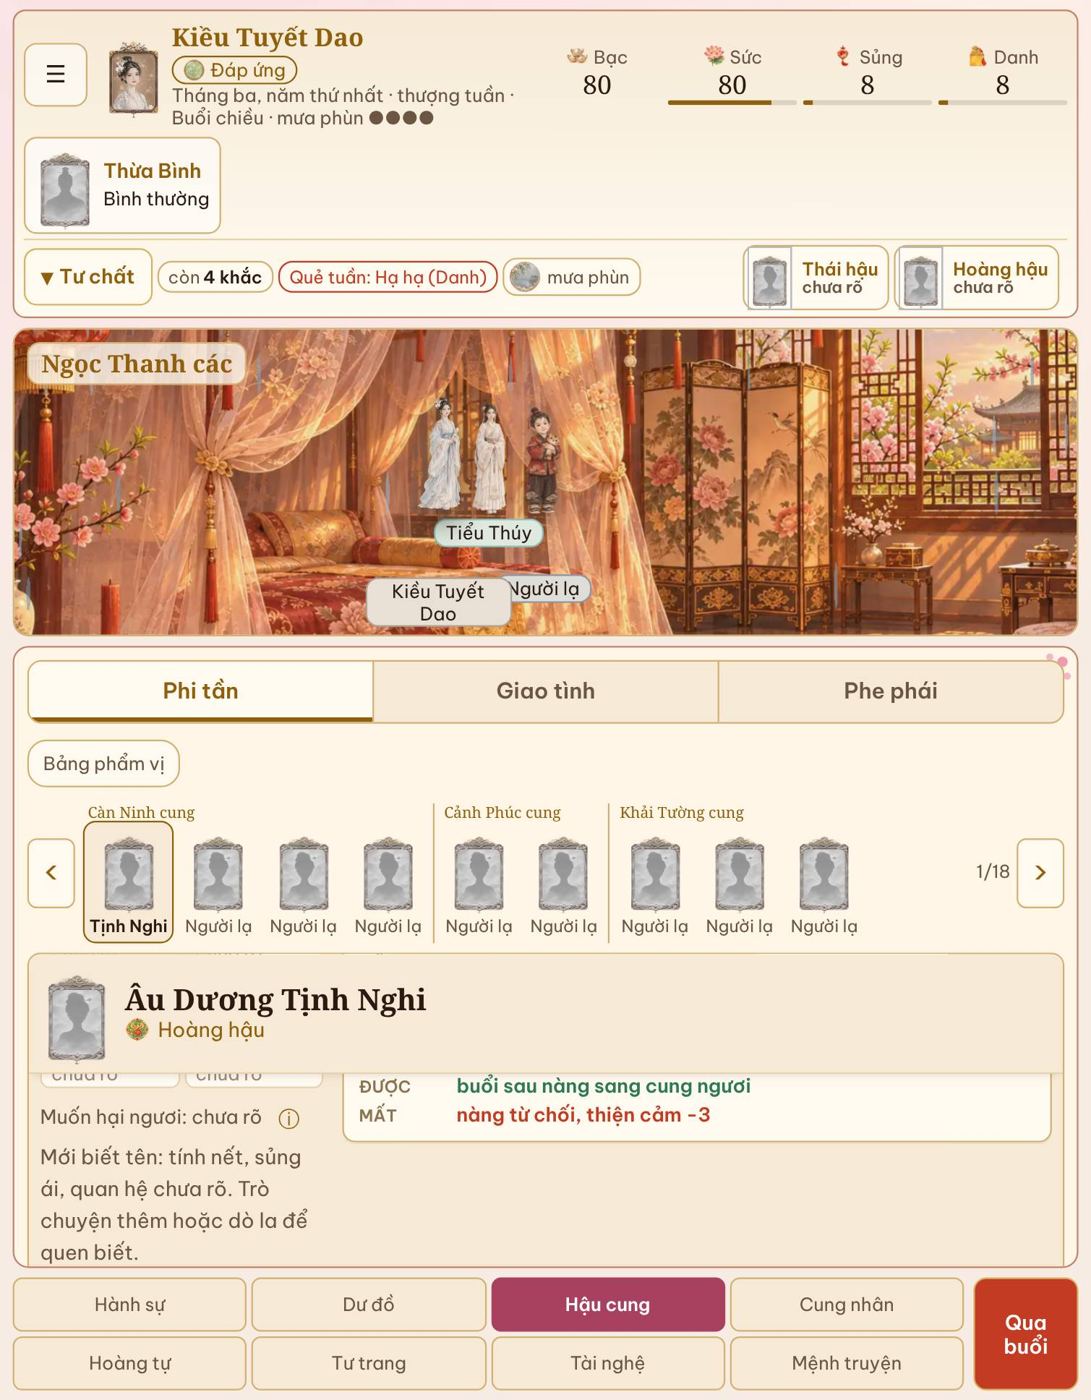 ☰
Kiều Tuyết Dao
Đáp ứng
Tháng ba, năm thứ nhất · thượng tuần ·
Buổi chiều · mưa phùn ●●●●
Bạc
80
Sức
80
Sủng
8
Danh
8
Thừa Bình
Bình thường
▼ Tư chất
còn 4 khắc
Quẻ tuần: Hạ hạ (Danh)
mưa phùn
Thái hậu
chưa rõ
Hoàng hậu
chưa rõ
Ngọc Thanh các
Tiểu Thúy
Kiều Tuyết
Dao
Người lạ
Phi tần
Giao tình
Phe phái
Bảng phẩm vị
Càn Ninh cung
Cảnh Phúc cung
Khải Tường cung
Tịnh Nghi
Người lạ
Người lạ
Người lạ
Người lạ
Người lạ
Người lạ
Người lạ
Người lạ
1/18
Âu Dương Tịnh Nghi
Hoàng hậu
chưa rõ
chưa rõ
ĐƯỢC buổi sau nàng sang cung ngươi
MẤT nàng từ chối, thiện cảm -3
Muốn hại ngươi: chưa rõ ⓘ
Mới biết tên: tính nết, sủng
ái, quan hệ chưa rõ. Trò
chuyện thêm hoặc dò la để
quen biết.
Hành sự
Dư đồ
Hậu cung
Cung nhân
Qua
buổi
Hoàng tự
Tư trang
Tài nghệ
Mệnh truyện